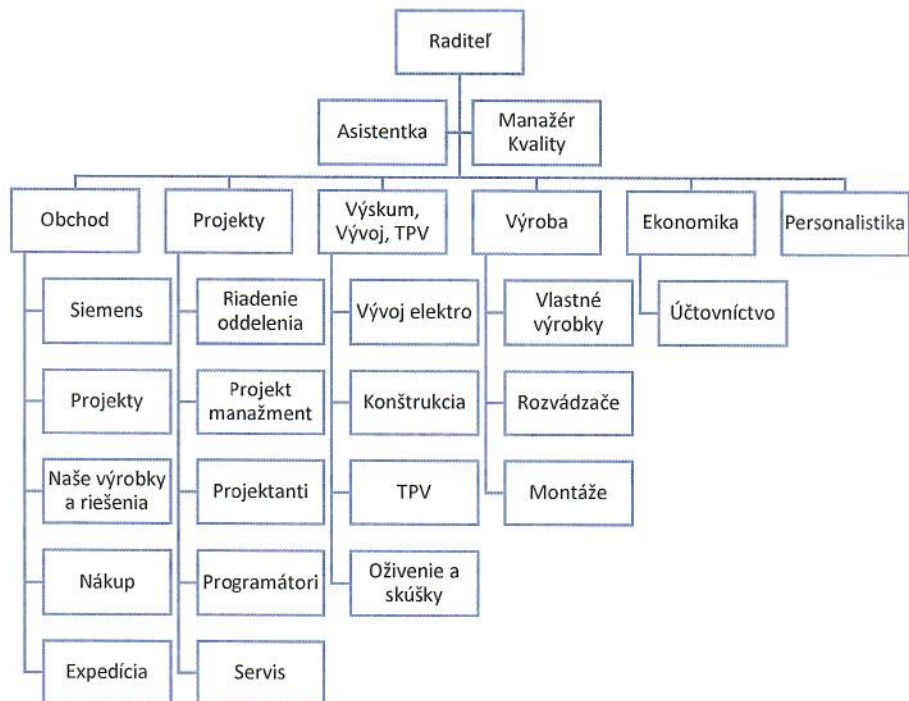 Raditeľ
Asistentka
Manažér
Kvality
Obchod
Projekty
Výskum,
Vývoj, TPV
Výroba
Ekonomika
Personalistika
Siemens
Riadenie
oddelenia
Vývoj elektro
Vlastné
výrobky
Účtovníctvo
Projekty
Projekt
manažment
Konštrukcia
Rozvádzače
Naše výrobky
a riešenia
Projektanti
TPV
Montáže
Nákup
Programátori
Oživenie a
skúšky
Expedícia
Servis